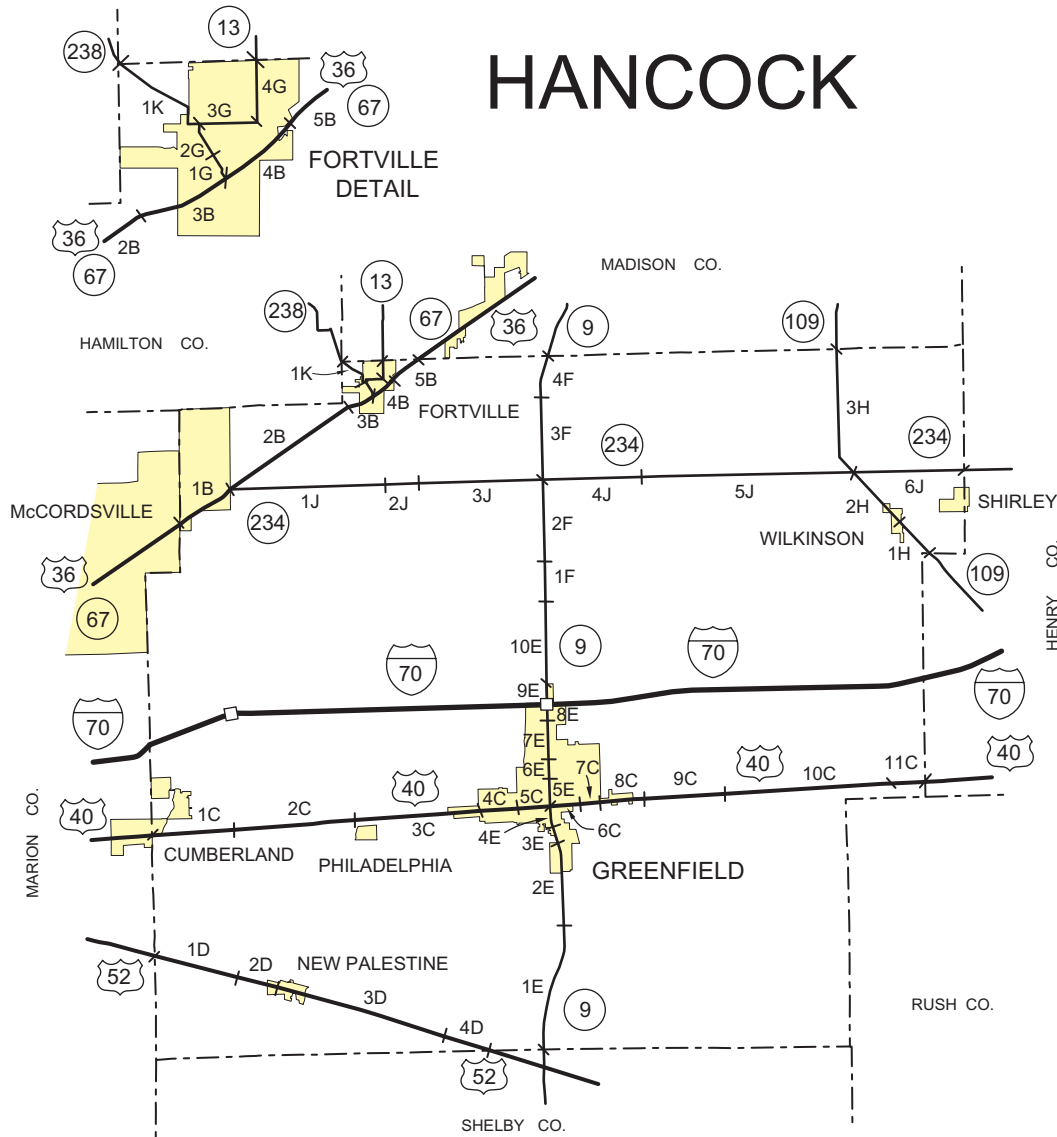 HANCOCK
13
238
36
4G
67
1K
3G
5B
2G
FORTVILLE
DETAIL
1G
4B
3B
36
2B
67
MADISON CO.
13
238
67
36
9
109
HAMILTON CO.
1K
5B
4F
4B
FORTVILLE
3B
3H
2B
3F
234
234
1B
1J
2J
3J
4J
5J
6J
McCORDSVILLE
234
2F
2H
SHIRLEY
WILKINSON
36
1F
1H
109
67
HENRY CO.
10E
9
70
70
9E
70
70
8E
7E
40
6E
7C
40
40
8C
9C
10C
11C
4C
5C
5E
40
1C
2C
3C
4E
6C
CUMBERLAND
3E
PHILADELPHIA
GREENFIELD
MARION CO.
2E
1D
52
2D
NEW PALESTINE
3D
1E
9
RUSH CO.
4D
52
SHELBY CO.